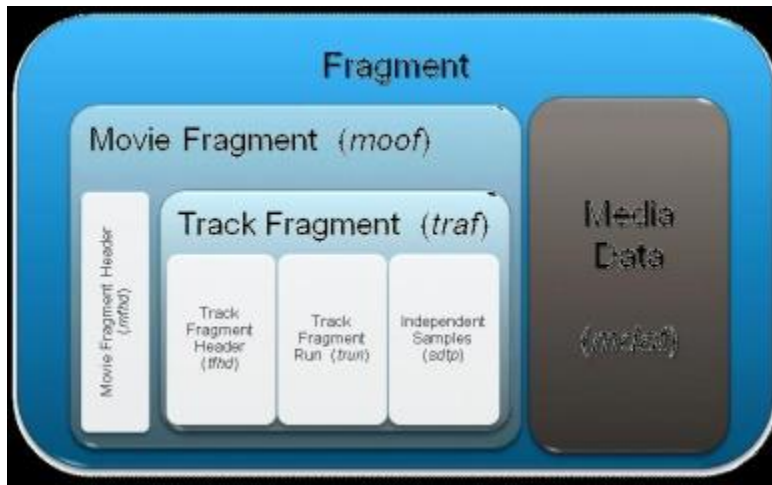 Fragment
Movie Fragment (moof)
Movie Fragment Header
(mfhd)
Track Fragment (traf)
Track
Fragment
Header
(tfhd)
Track
Fragment
Run (trun)
Independent
Samples
(sdtp)
Media
Data
(mdat)